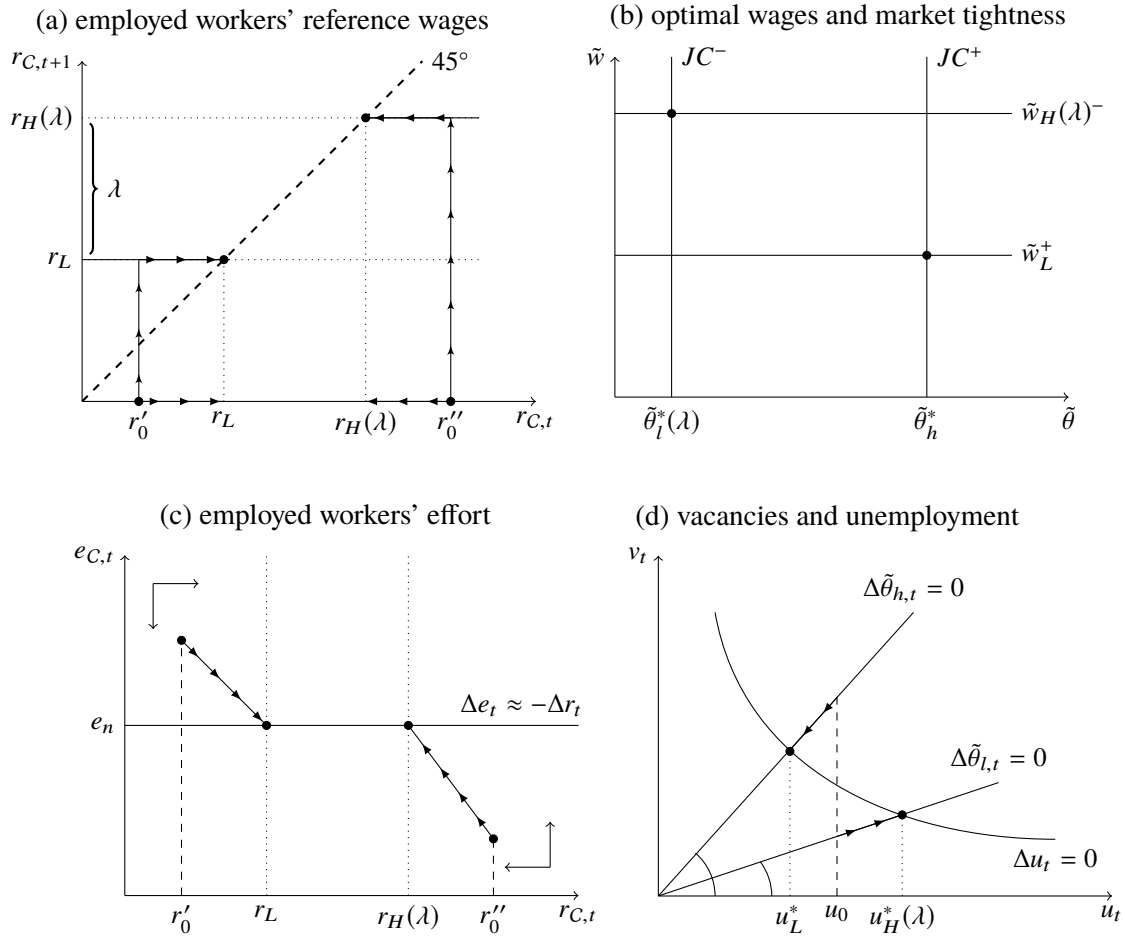 (a) employed workers’ reference wages
r_{C,t+1}
45°
r_H(λ)
λ
r_L
r′_0
r_L
r_H(λ)
r″_0
r_{C,t}
(b) optimal wages and market tightness
w̃
JC⁻
JC⁺
w̃_H(λ)⁻
w̃⁺_L
θ̃*_l(λ)
θ̃*_h
θ̃
(c) employed workers’ effort
e_{C,t}
e_n
Δe_t ≈ −Δr_t
r′_0
r_L
r_H(λ)
r″_0
r_{C,t}
(d) vacancies and unemployment
v_t
Δθ̃_{h,t} = 0
Δθ̃_{l,t} = 0
Δu_t = 0
u*_L
u_0
u*_H(λ)
u_t